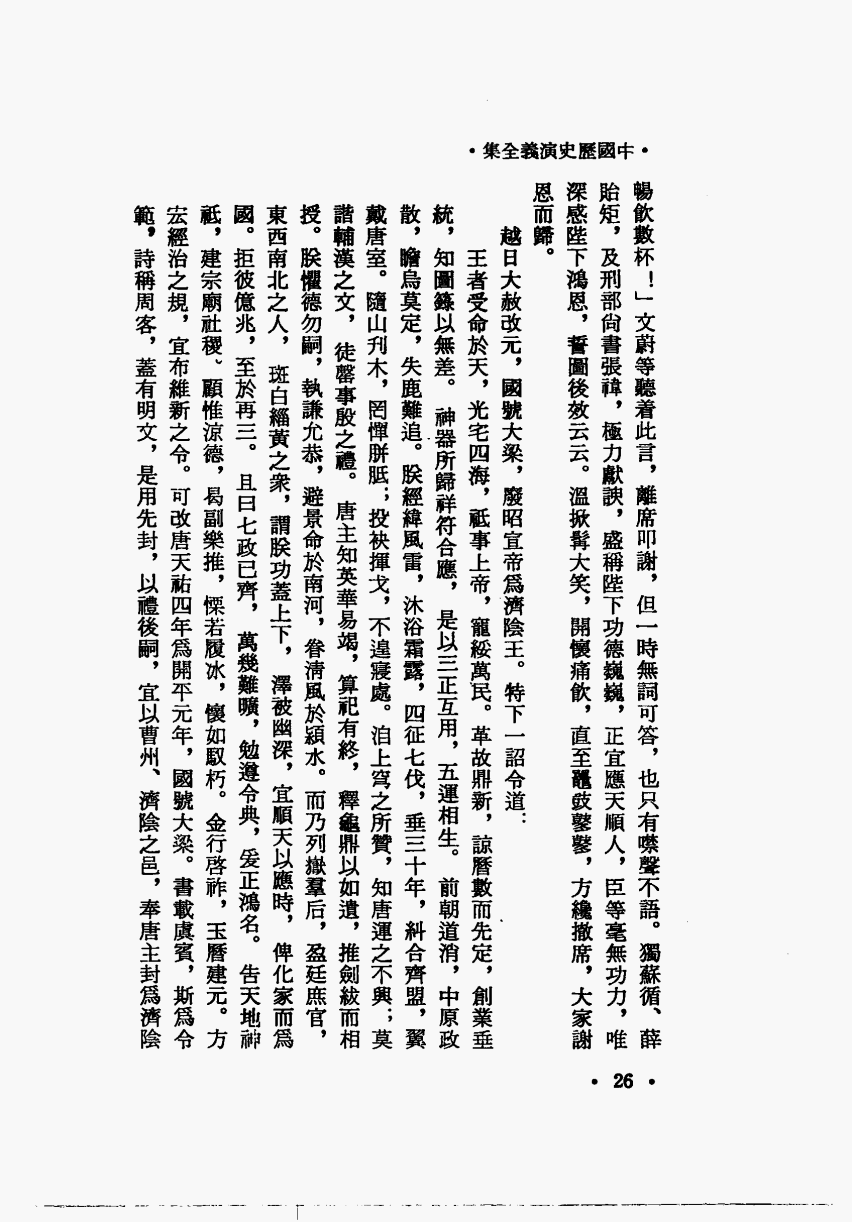 •中國歷史演義全集•
暢飲數杯！」文蔚等聽着此言，離席叩謝，但一時無詞可答，也只有噤聲不語。獨蘇循、薛
貽矩，及刑部尚書張禕，極力獻諛，盛稱陛下功德巍巍，正宜應天順人，臣等毫無功力，唯
深感陛下鴻恩，誓圖後效云云。溫掀髯大笑，開懷痛飲，直至鼉鼓鼕鼕，方纔撤席，大家謝
恩而歸。
越日大赦改元，國號大梁，廢昭宣帝爲濟陰王。特下一詔令道：
王者受命於天，光宅四海，祗事上帝，寵綏萬民。革故鼎新，諒曆數而先定，創業垂
統，知圖籙以無差。神器所歸祥符合應，是以三正互用，五運相生。前朝道消，中原政
散，瞻烏莫定，失鹿難追。朕經緯風雷，沐浴霜露，四征七伐，垂三十年，糾合齊盟，翼
戴唐室。隨山刋木，罔憚胼胝；投袂揮戈，不遑寢處。洎上穹之所贊，知唐運之不興；莫
諧輔漢之文，徒罄事殷之禮。唐主知英華易竭，算祀有終，釋龜鼎以如遺，推劍紱而相
授。朕懼德勿嗣，執謙允恭，避景命於南河，眷清風於潁水。而乃列嶽羣后，盈廷庶官，
東西南北之人，斑白緇黃之衆，謂朕功蓋上下，澤被幽深，宜順天以應時，俾化家而爲
國。拒彼億兆，至於再三。且曰七政已齊，萬幾難曠，勉遵令典，爰正鴻名。告天地神
祇，建宗廟社稷、顧惟涼德，曷副樂推，慄若履冰，懷如馭朽。金行啓祚，玉曆建元。方
宏經治之規，宜布維新之令。可改唐天祐四年爲開平元年，國號大梁。書載虞賓，斯爲令
範，詩稱周客，蓋有明文，是用先封，以禮後嗣，宜以曹州、濟陰之邑，奉唐主封爲濟陰
• 26 •